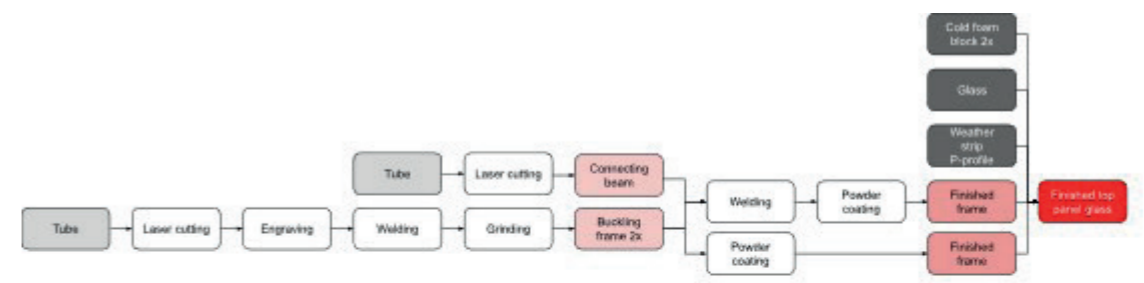 Cold foam
block 2x
Glass
Weather
strip
P-profile
Tube
Laser cutting
Connecting
beam
Welding
Powder
coating
Finished
frame
Finished top
panel glass
Tube
Laser cutting
Engraving
Welding
Grinding
Buckling
frame 2x
Powder
coating
Finished
frame